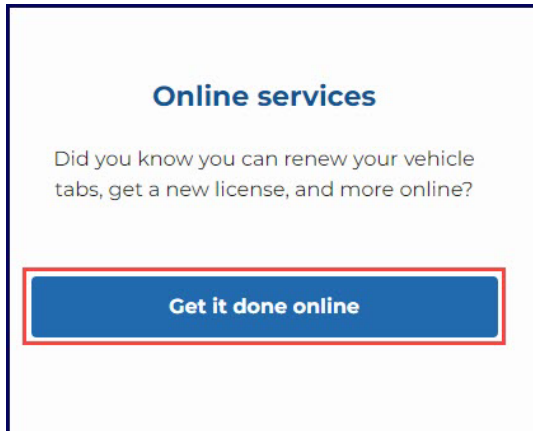 Online services
Did you know you can renew your vehicle
tabs, get a new license, and more online?
Get it done online